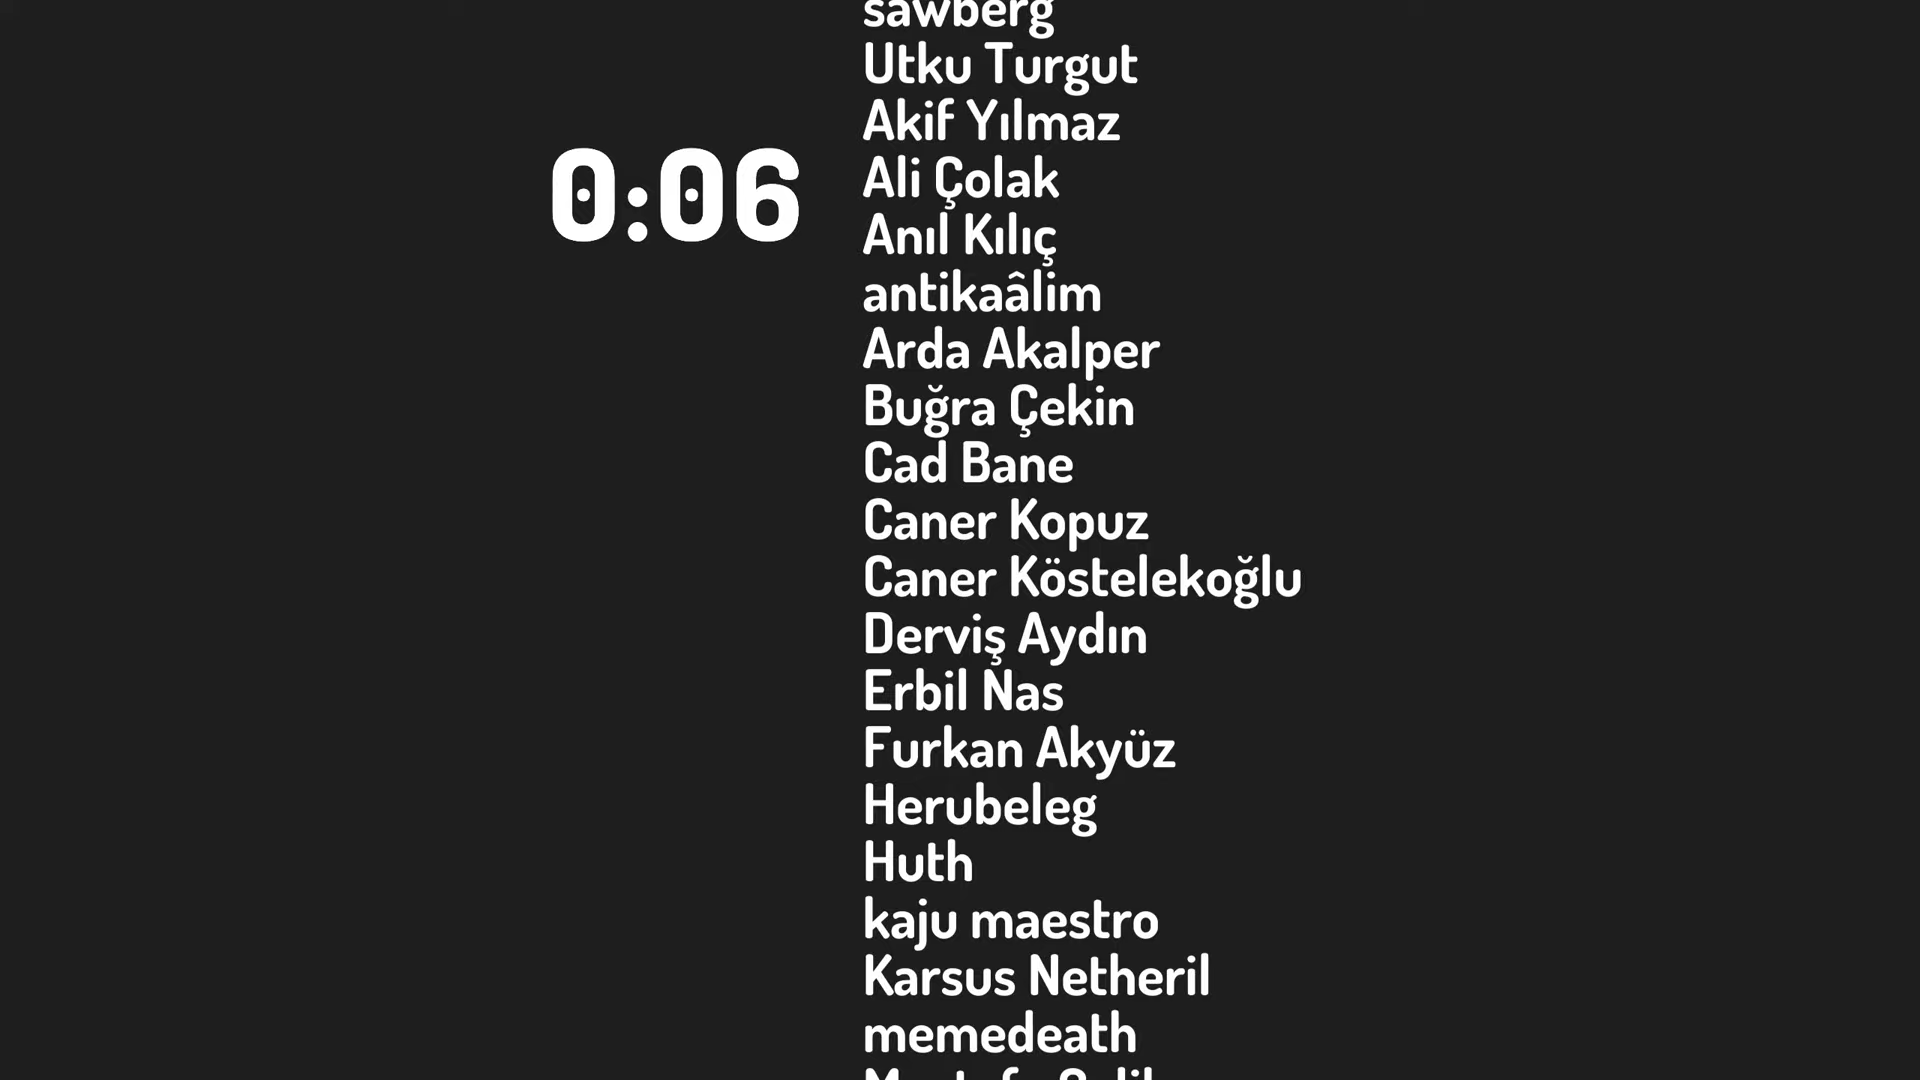 sawberg
Utku Turgut
Akif Yılmaz
0:06
Ali Çolak
Anıl Kılıç
antikaâlim
Arda Akalper
Buğra Çekin
Cad Bane
Caner Kopuz
Caner Köstelekoğlu
Derviş Aydın
Erbil Nas
Furkan Akyüz
Herubeleg
Huth
kaju maestro
Karsus Netheril
memedeath